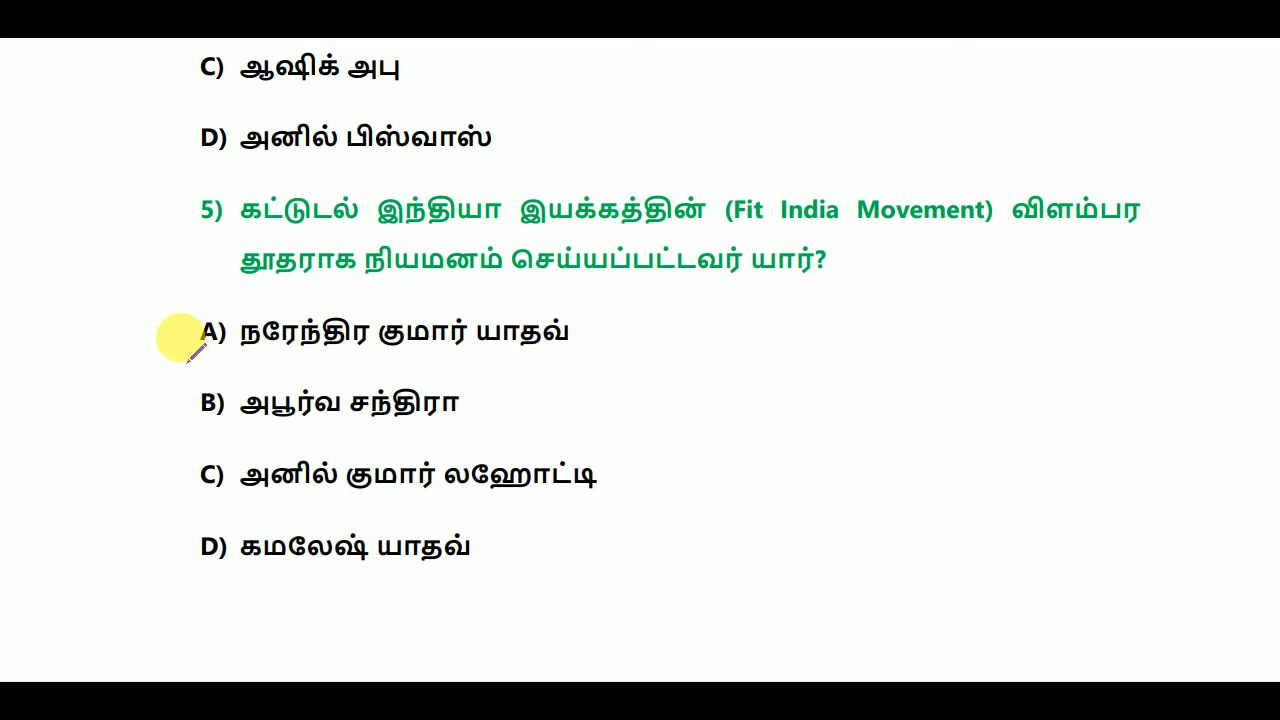 C) ஆஷிக் அபு
D) அனில் பிஸ்வாஸ்
5) கட்டுடல் இந்தியா இயக்கத்தின் (Fit India Movement) விளம்பர
தூதராக நியமனம் செய்யப்பட்டவர் யார்?
A) நரேந்திர குமார் யாதவ்
B) அபூர்வ சந்திரா
C) அனில் குமார் லஹோட்டி
D) கமலேஷ் யாதவ்